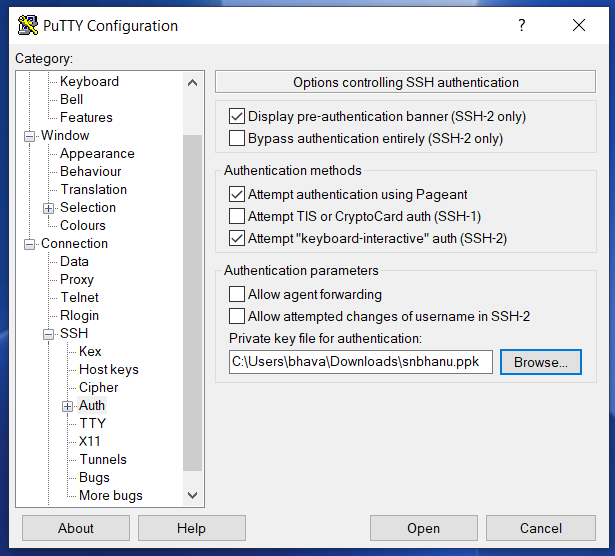 PuTTY Configuration
?
Category:
Keyboard
Bell
Features
Window
Appearance
Behaviour
Translation
Selection
Colours
Connection
Data
Proxy
Telnet
Rlogin
SSH
Kex
Host keys
Cipher
Auth
TTY
X11
Tunnels
Bugs
More bugs
Options controlling SSH authentication
Display pre-authentication banner (SSH-2 only)
Bypass authentication entirely (SSH-2 only)
Authentication methods
Attempt authentication using Pageant
Attempt TIS or CryptoCard auth (SSH-1)
Attempt "keyboard-interactive" auth (SSH-2)
Authentication parameters
Allow agent forwarding
Allow attempted changes of username in SSH-2
Private key file for authentication:
C:\Users\bhava\Downloads\snbhanu.ppk Browse...
About Help Open Cancel